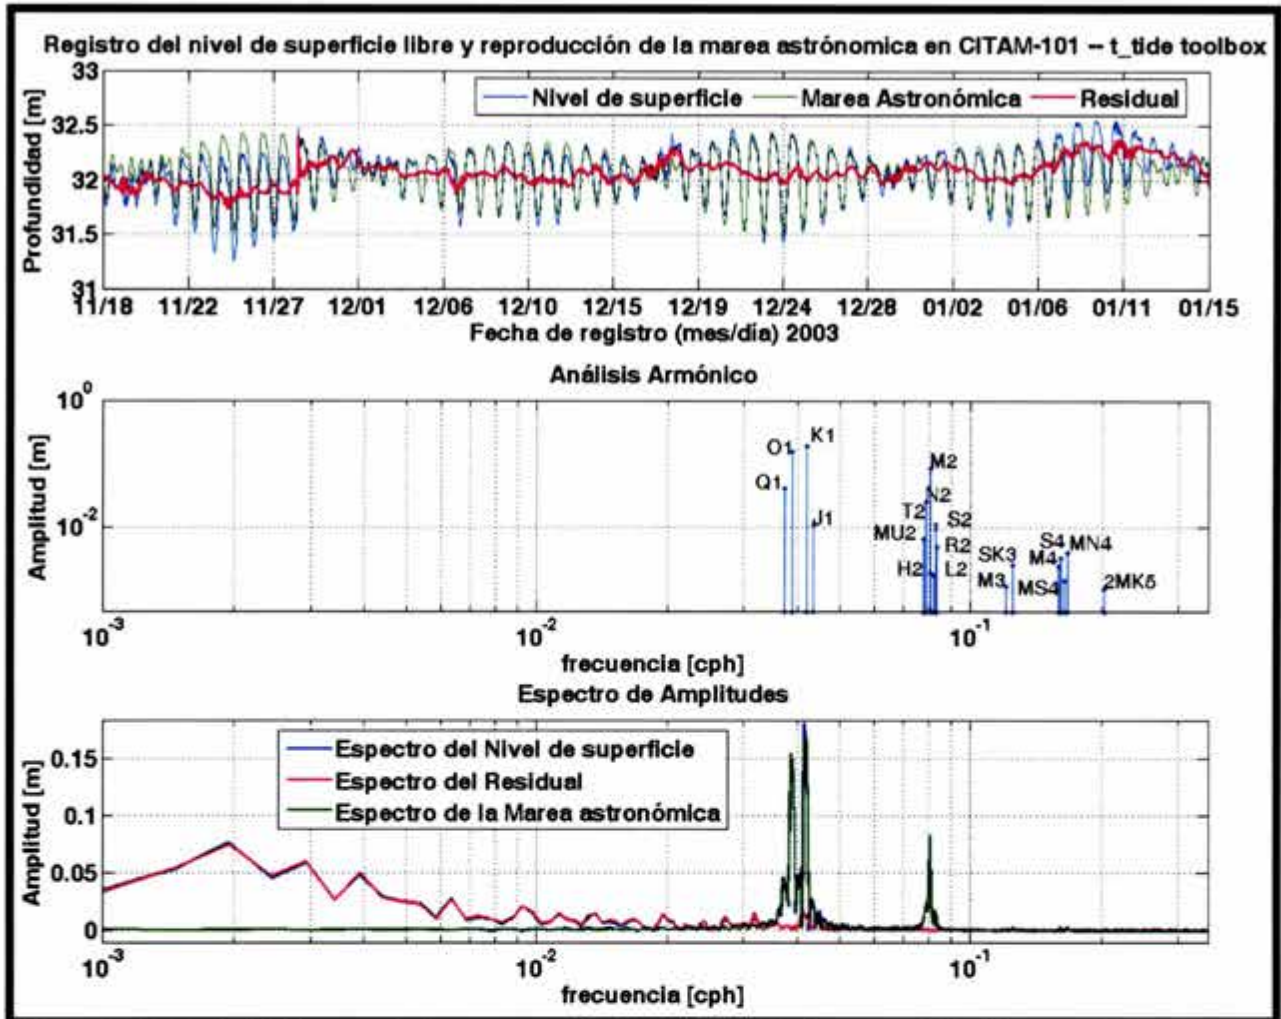 Registro del nivel de superficie libre y reproducción de la marea astrónomica en CITAM-101 – t_tide toolbox
Nivel de superficie Marea Astronómica Residual
Profundidad [m]
33
32.5
32
31.5
31
11/18 11/22 11/27 12/01 12/06 12/10 12/15 12/19 12/24 12/28 01/02 01/06 01/11 01/15
Fecha de registro (mes/día) 2003
Análisis Armónico
Amplitud [m]
10^0
10^-2
K1
O1
M2
Q1
N2
T2
J1
S2
MU2
R2
S4
MN4
SK3
M4
H2
L2
M3
MS4
2MK5
10^-3 10^-2 10^-1
frecuencia [cph]
Espectro de Amplitudes
Amplitud [m]
0.15
0.1
0.05
0
Espectro del Nivel de superficie
Espectro del Residual
Espectro de la Marea astronómica
10^-3 10^-2 10^-1
frecuencia [cph]